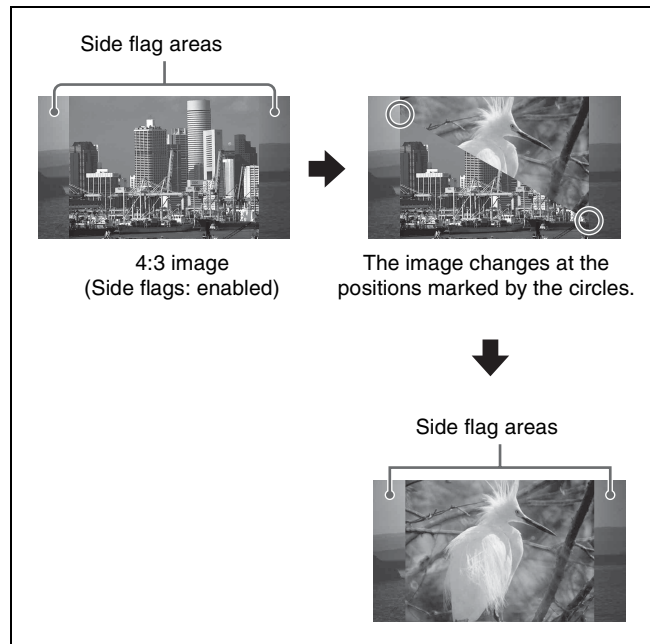 Side flag areas
4:3 image
(Side flags: enabled)
The image changes at the
positions marked by the circles.
Side flag areas